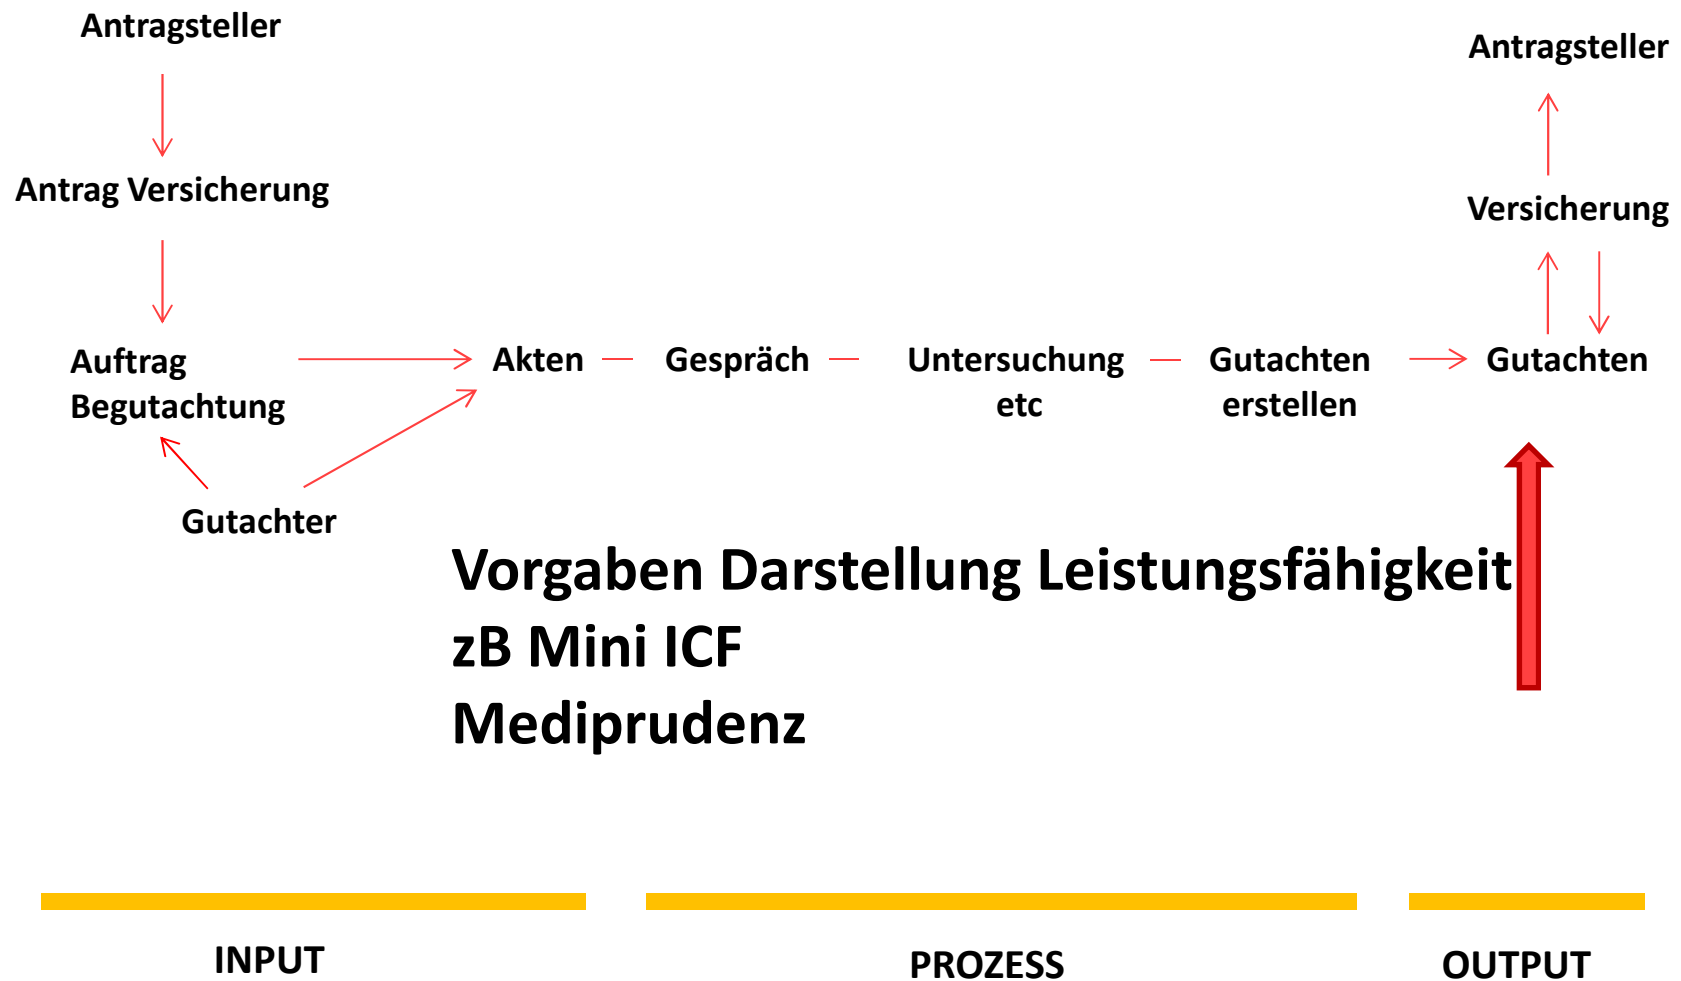 Antragsteller
Antrag Versicherung
Auftrag
Begutachtung
Gutachter
Akten
Gespräch
Untersuchung
etc
Gutachten
erstellen
Antragsteller
Versicherung
Gutachten
Vorgaben Darstellung Leistungsfähigkeit
zB Mini ICF
Mediprudenz
INPUT
PROZESS
OUTPUT